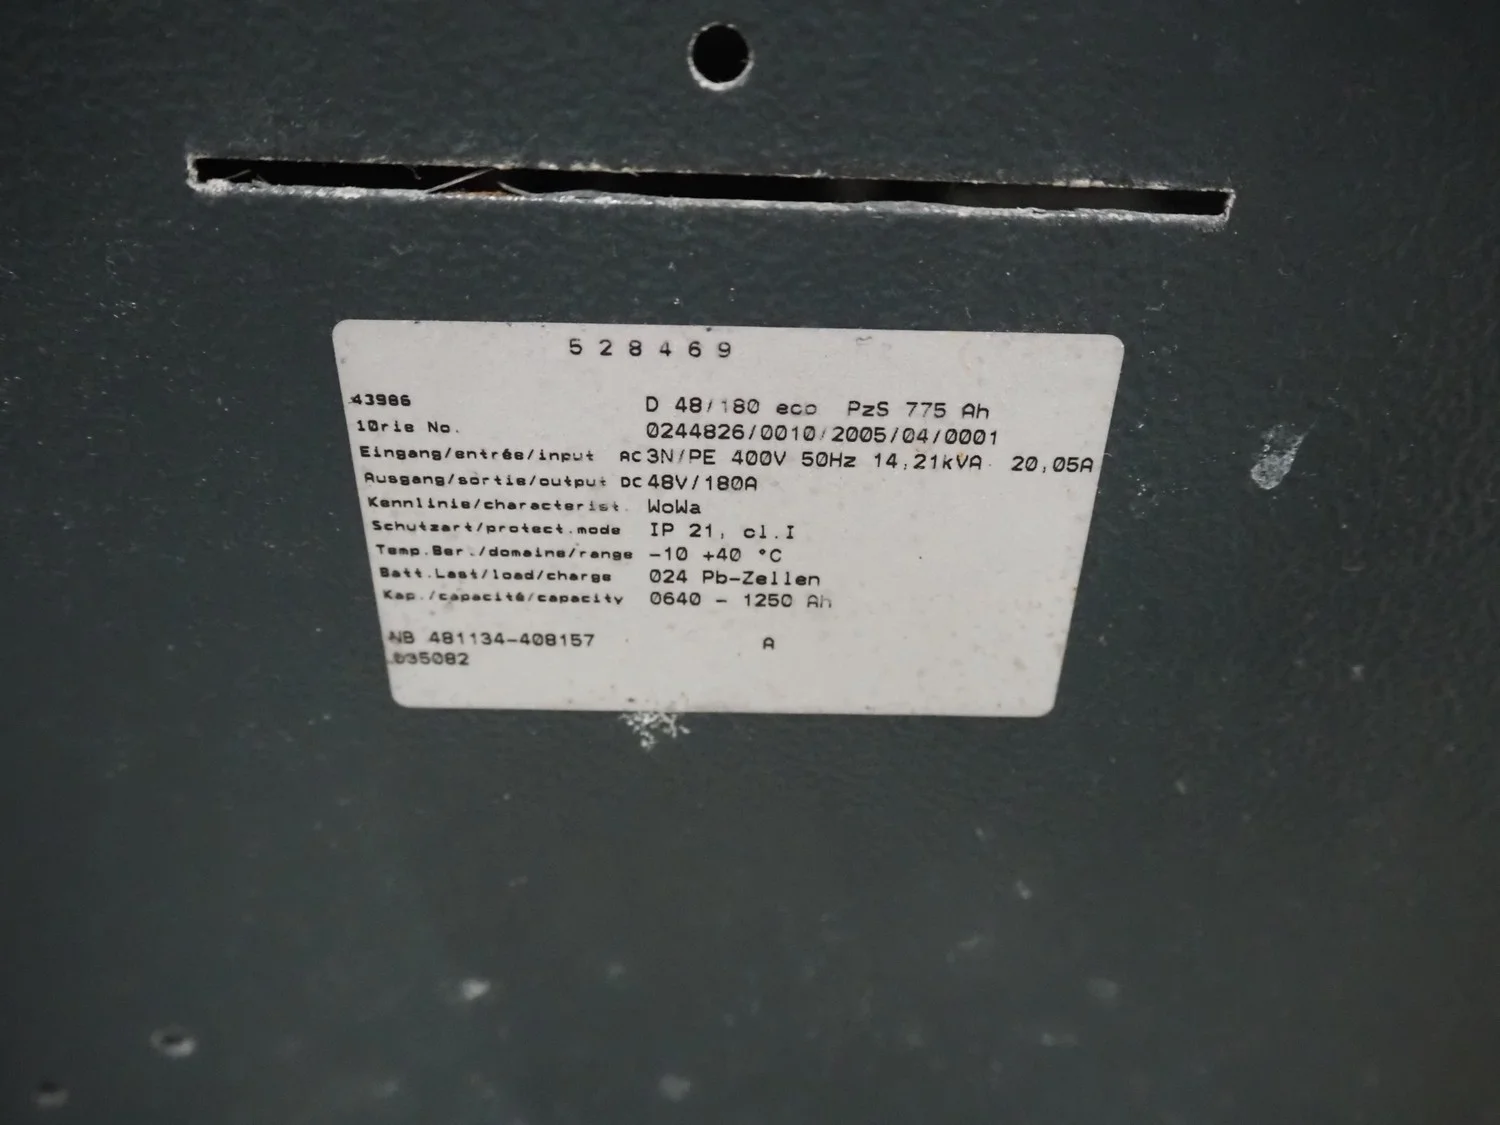 528469
43986
D 48/180 eco PzS 775 Ah
10rie No. 0244826/0010/2005/04/0001
Eingang/entrée/input AC 3N/PE 400V 50Hz 14,21kVA 20,05A
Ausgang/sortie/output DC 48V/180A
Kennlinie/characterist. WoWa
Schutzart/protect.mode IP 21, cl.I
Temp.Ber./domaine/range -10 +40 °C
Batt.Last/load/charge 024 Pb-Zellen
Kap./capacité/capacity 0640 - 1250 Ah
NB 481134-408157 A
035082